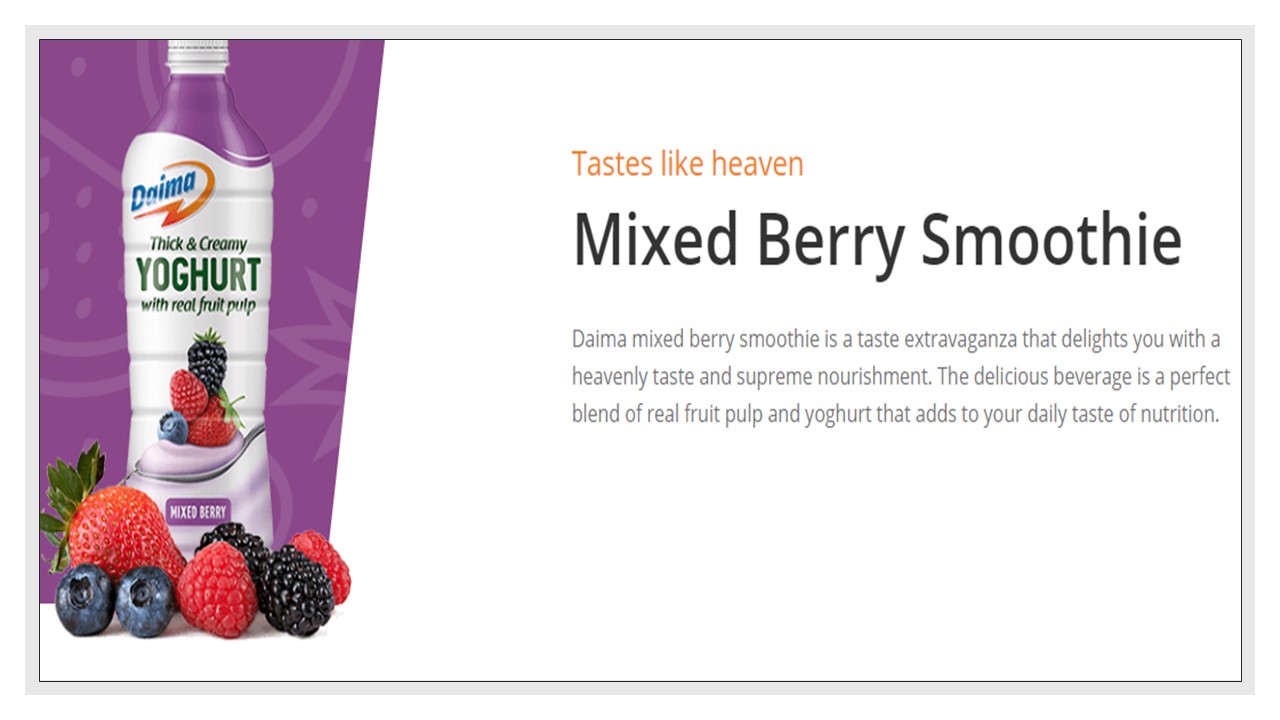 Daima
Thick & Creamy
YOGHURT
with real fruit pulp
MIXED BERRY
Tastes like heaven
Mixed Berry Smoothie
Daima mixed berry smoothie is a taste extravaganza that delights you with a
heavenly taste and supreme nourishment. The delicious beverage is a perfect
blend of real fruit pulp and yoghurt that adds to your daily taste of nutrition.